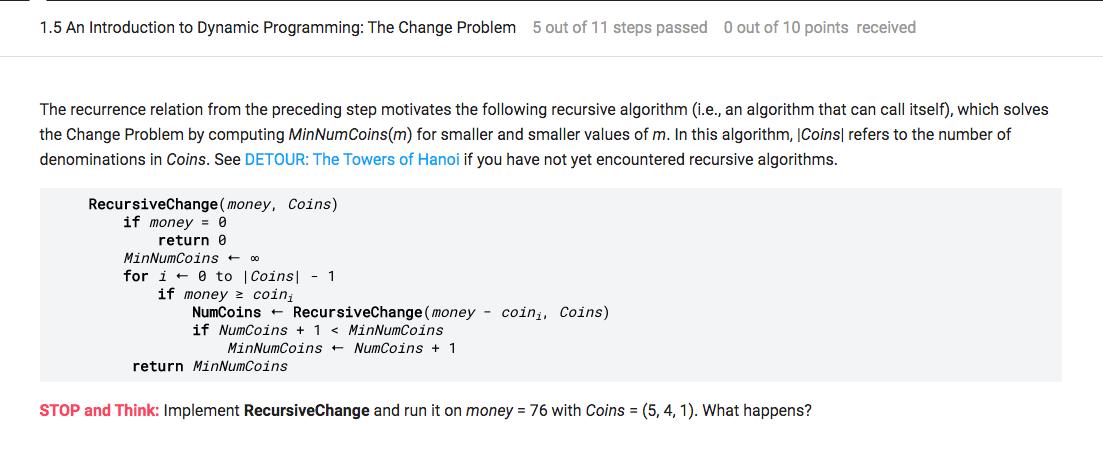 1.5 An Introduction to Dynamic Programming: The Change Problem 5 out of 11 steps passed 0 out of 10 points received
The recurrence relation from the preceding step motivates the following recursive algorithm (i.e., an algorithm that can call itself), which solves
the Change Problem by computing MinNumCoins(m) for smaller and smaller values of m. In this algorithm, |Coins| refers to the number of
denominations in Coins. See DETOUR: The Towers of Hanoi if you have not yet encountered recursive algorithms.
RecursiveChange(money, Coins)
if money = 0
return 0
MinNumCoins ← ∞
for i ← 0 to |Coins| - 1
if money ≥ coinᵢ
NumCoins ← RecursiveChange(money − coinᵢ, Coins)
if NumCoins + 1 < MinNumCoins
MinNumCoins ← NumCoins + 1
return MinNumCoins
STOP and Think: Implement RecursiveChange and run it on money = 76 with Coins = (5, 4, 1). What happens?